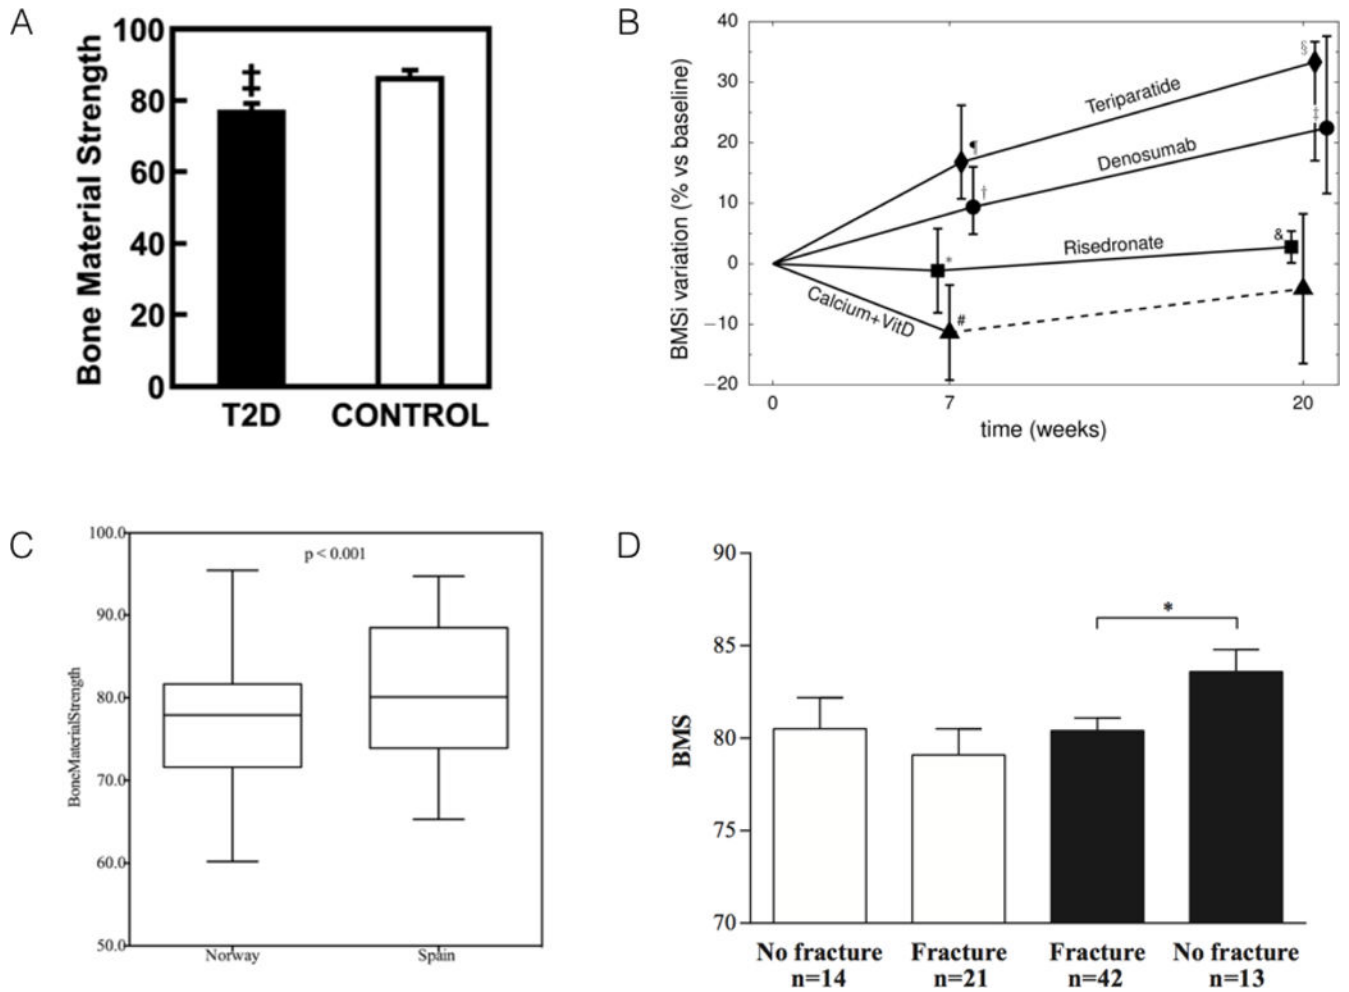 A
Bone Material Strength
100
80
60
40
20
0
‡
T2D CONTROL
B
BMSi variation (% vs baseline)
40
30
20
10
0
−10
−20
Teriparatide
Denosumab
Risedronate
Calcium+VitD
§
‡
¶
†
*
&
#
0 7 20
time (weeks)
C
BoneMaterialStrength
100.0
90.0
80.0
70.0
60.0
50.0
p < 0.001
Norway Spain
D
BMS
90
85
80
75
70
*
No fracture Fracture Fracture No fracture
n=14 n=21 n=42 n=13